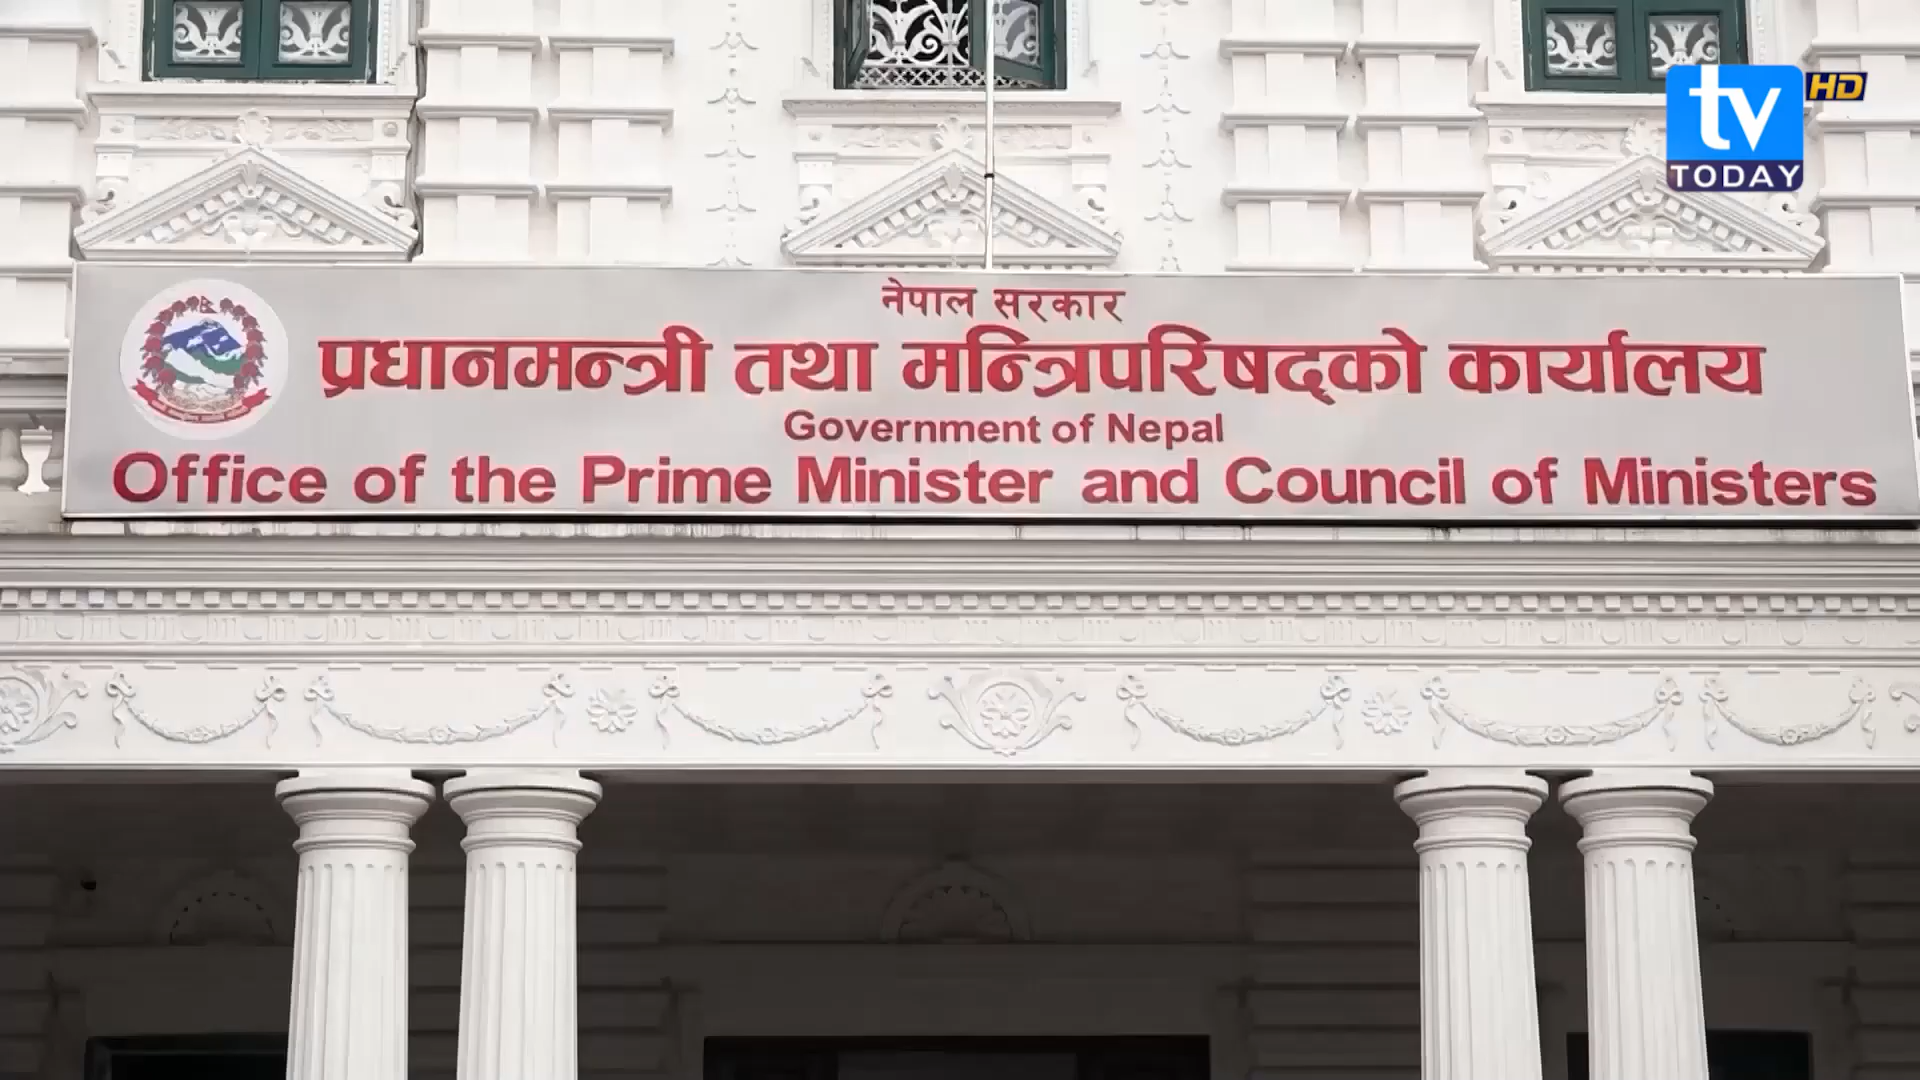 tv HD
TODAY
नेपाल सरकार
प्रधानमन्त्री तथा मन्त्रिपरिषद्को कार्यालय
Government of Nepal
Office of the Prime Minister and Council of Ministers